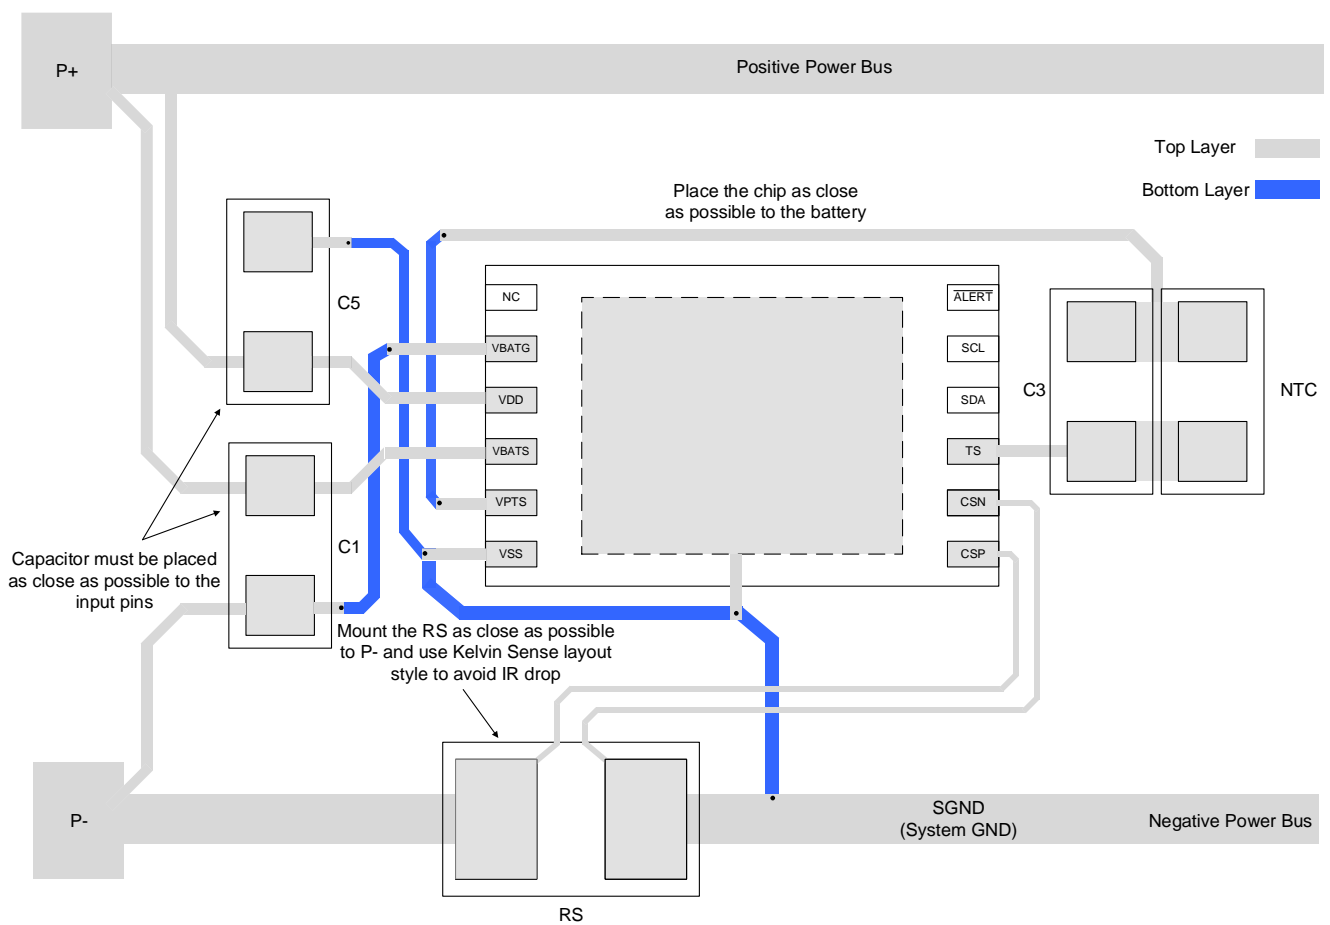 P+
Positive Power Bus
Top Layer
Bottom Layer
Place the chip as close
as possible to the battery
C5
NC
VBATG
VDD
VBATS
VPTS
VSS
ALERT
SCL
SDA
TS
CSN
CSP
C3
NTC
C1
Capacitor must be placed
as close as possible to the
input pins
Mount the RS as close as possible
to P- and use Kelvin Sense layout
style to avoid IR drop
P-
SGND
(System GND)
Negative Power Bus
RS